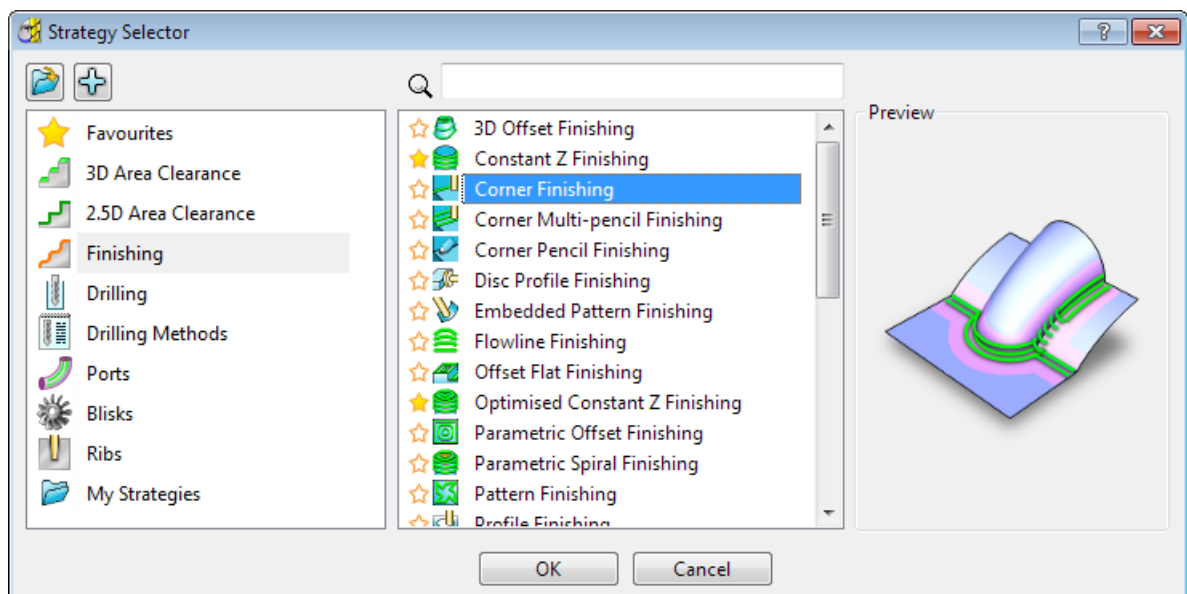 Strategy Selector
Favourites
3D Area Clearance
2.5D Area Clearance
Finishing
Drilling
Drilling Methods
Ports
Blisks
Ribs
My Strategies
3D Offset Finishing
Constant Z Finishing
Corner Finishing
Corner Multi-pencil Finishing
Corner Pencil Finishing
Disc Profile Finishing
Embedded Pattern Finishing
Flowline Finishing
Offset Flat Finishing
Optimised Constant Z Finishing
Parametric Offset Finishing
Parametric Spiral Finishing
Pattern Finishing
Profile Finishing
Preview
OK
Cancel